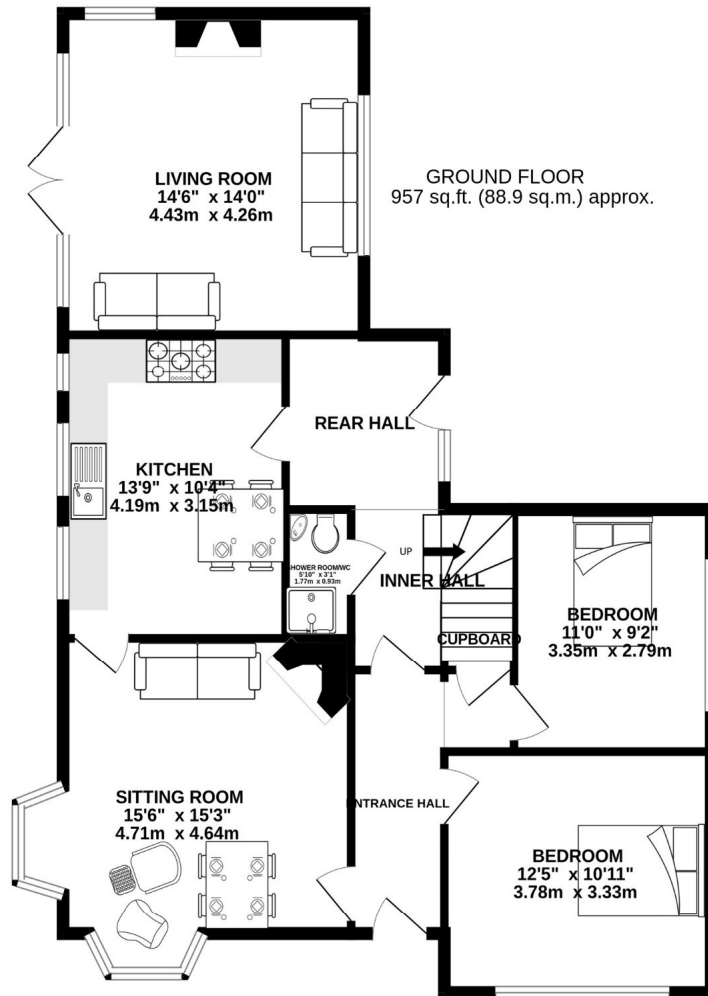 LIVING ROOM
14'6" x 14'0"
4.43m x 4.26m
GROUND FLOOR
957 sq.ft. (88.9 sq.m.) approx.
REAR HALL
KITCHEN
13'9" x 10'4"
4.19m x 3.15m
SHOWER ROOM/WC
5'10" x 3'1"
1.77m x 0.93m
UP
INNER HALL
CUPBOARD
BEDROOM
11'0" x 9'2"
3.35m x 2.79m
SITTING ROOM
15'6" x 15'3"
4.71m x 4.64m
ENTRANCE HALL
BEDROOM
12'5" x 10'11"
3.78m x 3.33m